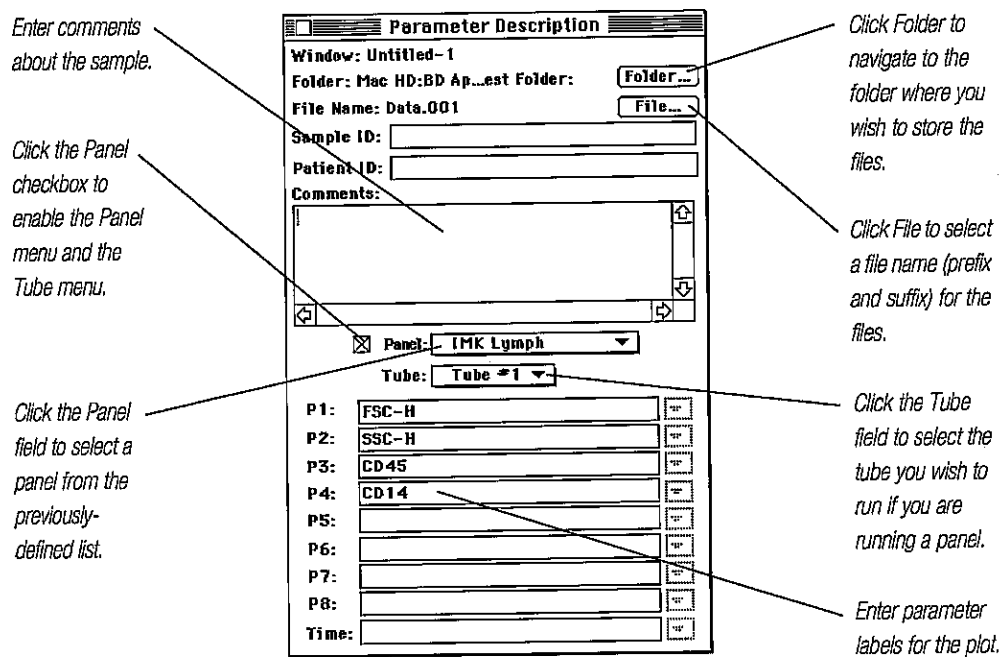 Enter comments
about the sample.
Click the Panel
checkbox to
enable the Panel
menu and the
Tube menu.
Click the Panel
field to select a
panel from the
previously-
defined list.
Parameter Description
Window: Untitled-1
Folder: Mac HD:BD Ap...est Folder:
Folder...
File Name: Data.001
File...
Sample ID:
Patient ID:
Comments:
Panel: IMK Lymph
Tube: Tube #1
P1: FSC-H
P2: SSC-H
P3: CD45
P4: CD14
P5:
P6:
P7:
P8:
Time:
Click Folder to
navigate to the
folder where you
wish to store the
files.
Click File to select
a file name (prefix
and suffix) for the
files.
Click the Tube
field to select the
tube you wish to
run if you are
running a panel.
Enter parameter
labels for the plot.